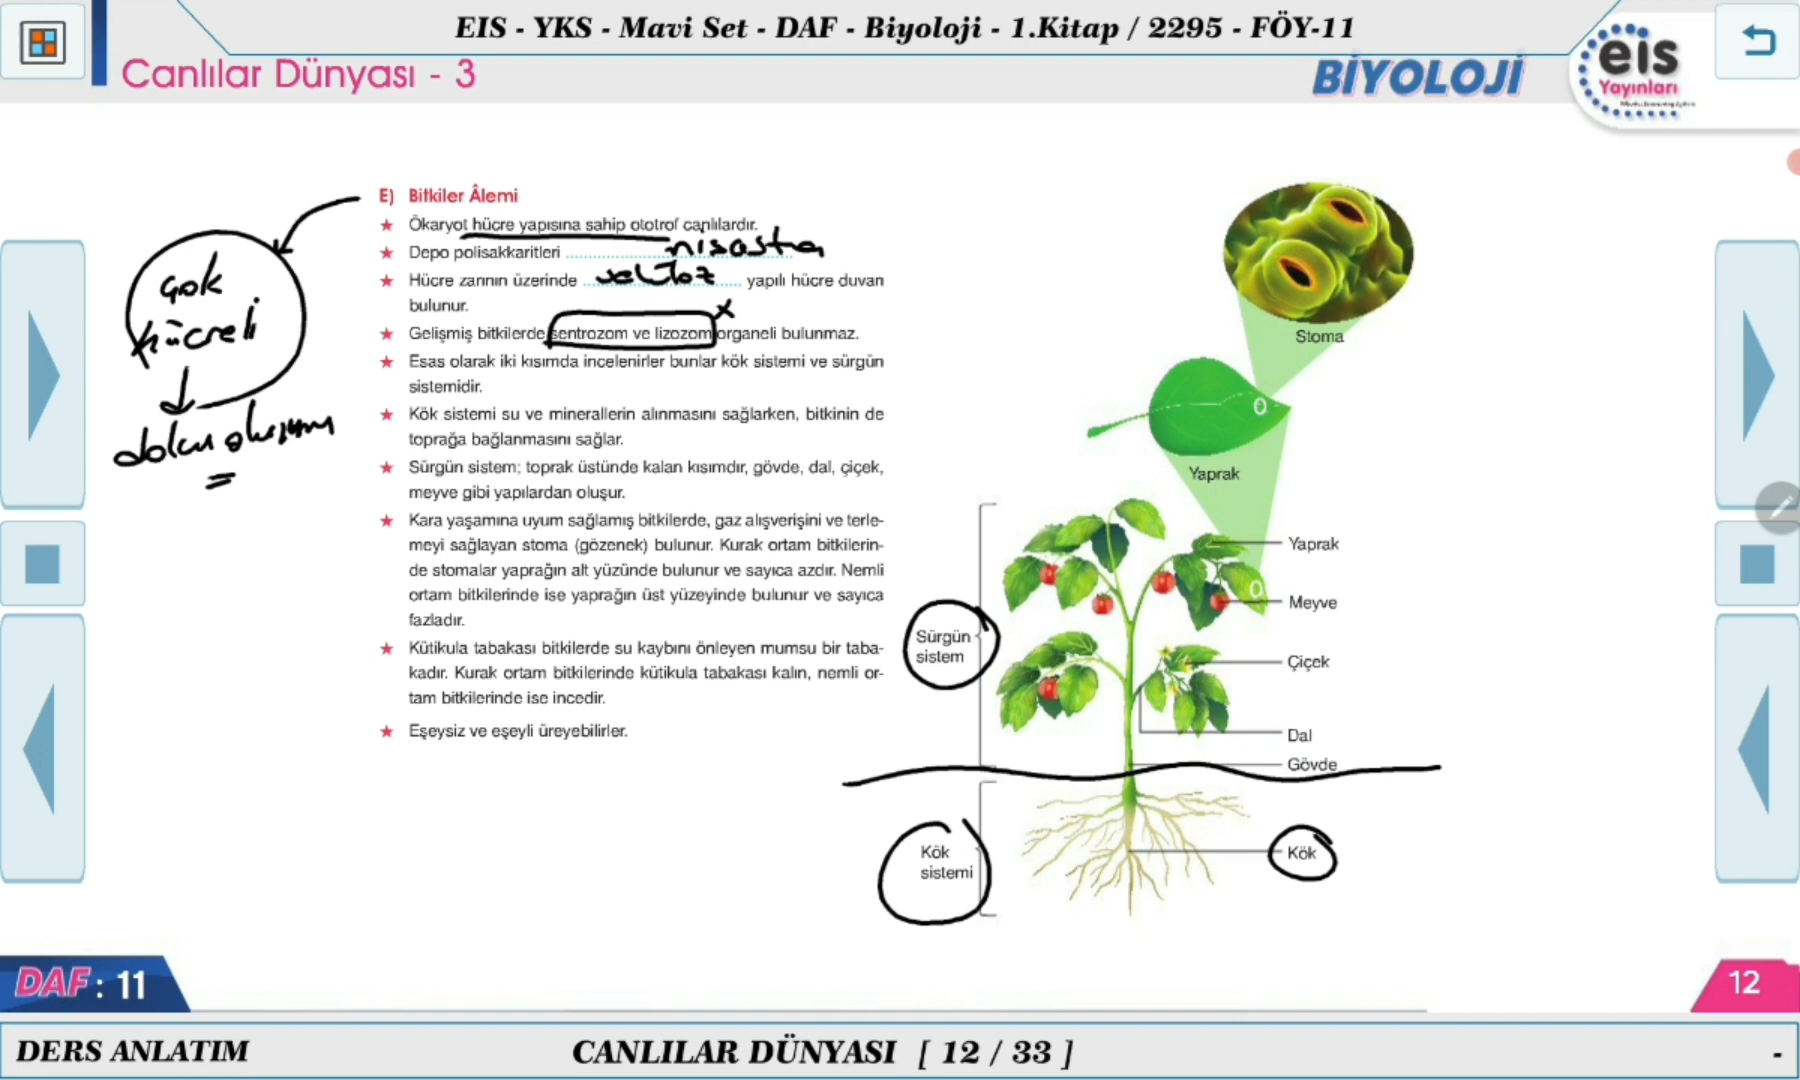 EIS - YKS - Mavi Set - DAF - Biyoloji - 1.Kitap / 2295 - FÖY-11
Canlılar Dünyası - 3
BİYOLOJİ
eis
Yayınları
E) Bitkiler Âlemi
★ Ökaryot hücre yapısına sahip ototrof canlılardır.
★ Depo polisakkaritleri nişasta
★ Hücre zarının üzerinde selüloz yapılı hücre duvarı
bulunur.
★ Gelişmiş bitkilerde sentrozom ve lizozom organeli bulunmaz.
★ Esas olarak iki kısımda incelenirler bunlar kök sistemi ve sürgün
sistemidir.
★ Kök sistemi su ve minerallerin alınmasını sağlarken, bitkinin de
toprağa bağlanmasını sağlar.
★ Sürgün sistem; toprak üstünde kalan kısımdır, gövde, dal, çiçek,
meyve gibi yapılardan oluşur.
★ Kara yaşamına uyum sağlamış bitkilerde, gaz alışverişini ve terle-
meyi sağlayan stoma (gözenek) bulunur. Kurak ortam bitkilerin-
de stomalar yaprağın alt yüzünde bulunur ve sayıca azdır. Nemli
ortam bitkilerinde ise yaprağın üst yüzeyinde bulunur ve sayıca
fazladır.
★ Kütikula tabakası bitkilerde su kaybını önleyen mumsu bir taba-
kadır. Kurak ortam bitkilerinde kütikula tabakası kalın, nemli or-
tam bitkilerinde ise incedir.
★ Eşeysiz ve eşeyli üreyebilirler.
çok
hücreli
doku oluşumu
Stoma
Yaprak
Yaprak
Meyve
Sürgün
sistem
Çiçek
Dal
Gövde
Kök
sistemi
Kök
DAF : 11
12
DERS ANLATIM
CANLILAR DÜNYASI [ 12 / 33 ]
-